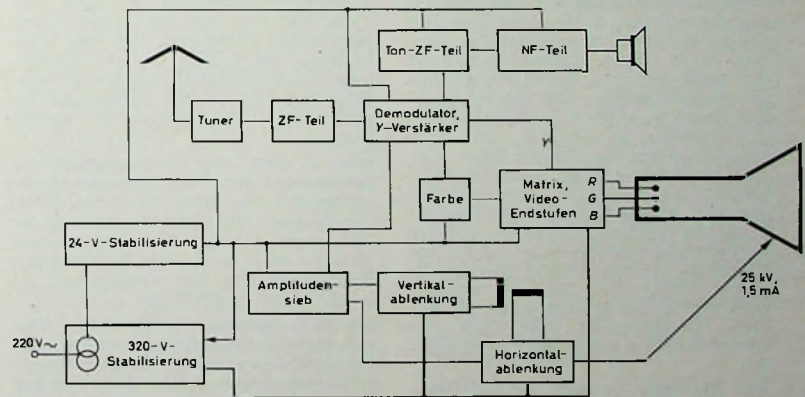 Ton-ZF-Teil
NF-Teil
Tuner
ZF-Teil
Demodulator,
Y-Verstärker
Y
Farbe
Matrix,
Video-
Endstufen
R
G
B
24-V-Stabilisierung
Amplituden-
sieb
Vertikal-
ablenkung
25 kV,
1,5 mA
220V~
320-V-
Stabilisierung
Horizontal-
ablenkung